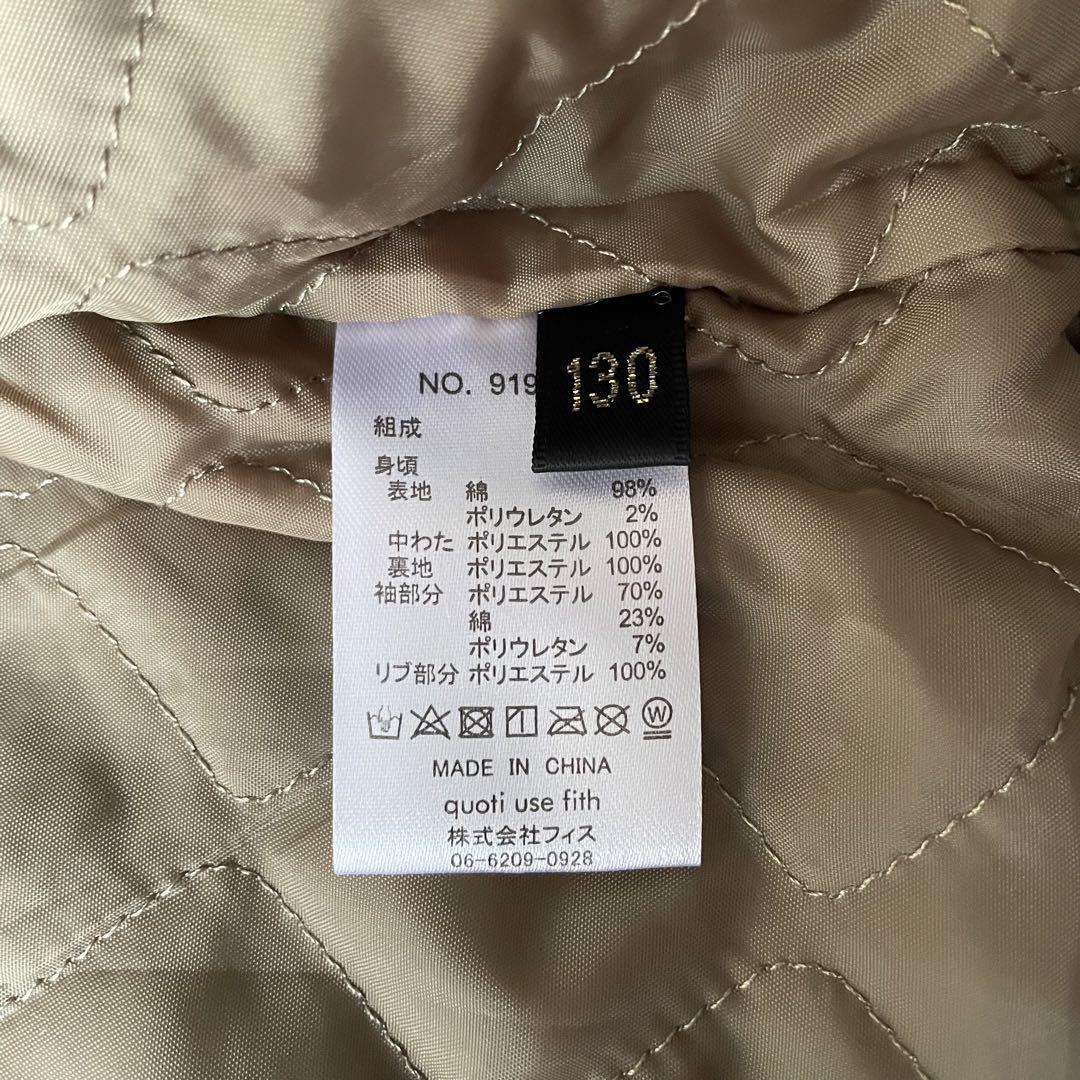 NO. 919
130
組成
身頃
表地 綿 98%
ポリウレタン 2%
中わた ポリエステル 100%
裏地 ポリエステル 100%
袖部分 ポリエステル 70%
綿 23%
ポリウレタン 7%
リブ部分 ポリエステル 100%
W
MADE IN CHINA
quoti use fith
株式会社フィス
06-6209-0928